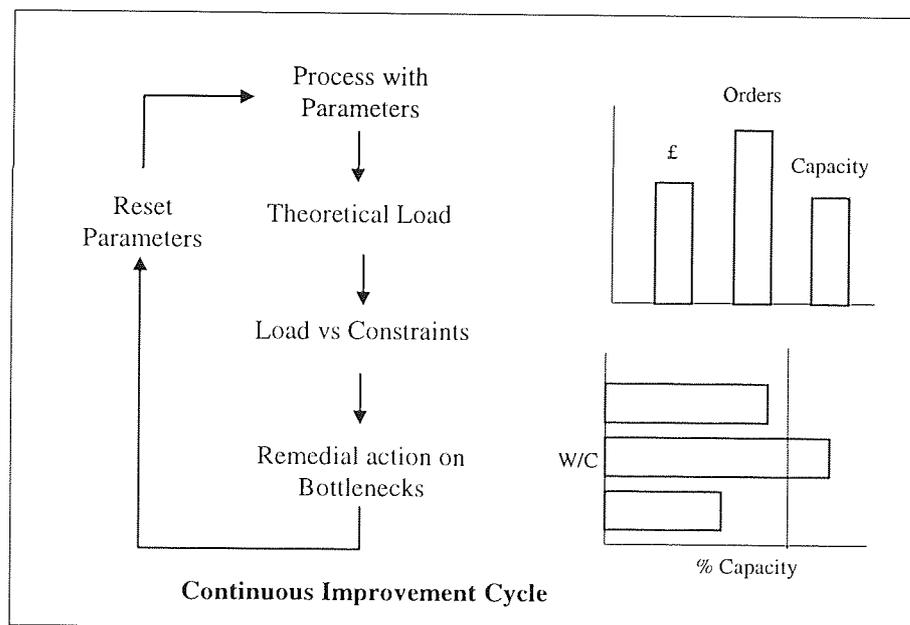 Process with
Parameters
Reset
Parameters
Theoretical Load
Load vs Constraints
Remedial action on
Bottlenecks
Continuous Improvement Cycle
Orders
£
Capacity
W/C
% Capacity